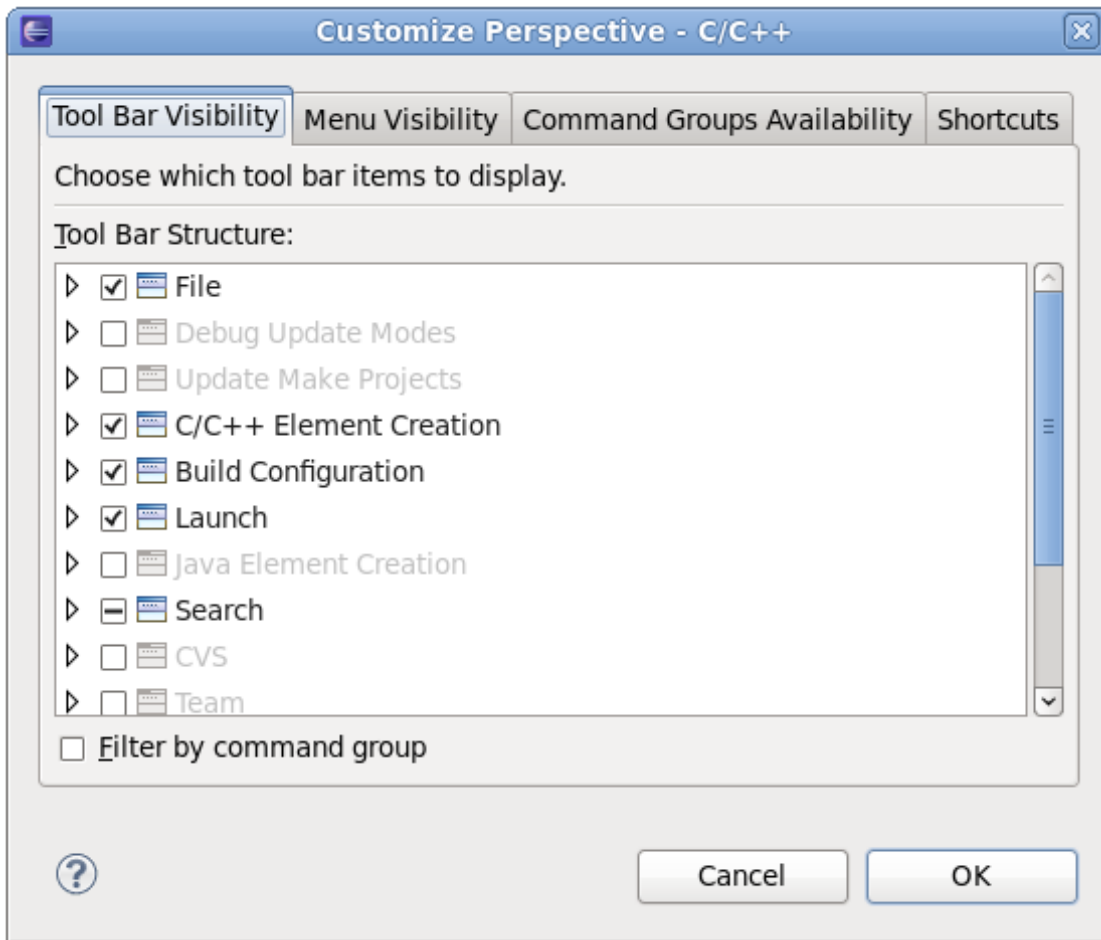 Customize Perspective - C/C++
Tool Bar Visibility Menu Visibility Command Groups Availability Shortcuts
Choose which tool bar items to display.
Tool Bar Structure:
File
Debug Update Modes
Update Make Projects
C/C++ Element Creation
Build Configuration
Launch
Java Element Creation
Search
CVS
Team
Filter by command group
? Cancel OK